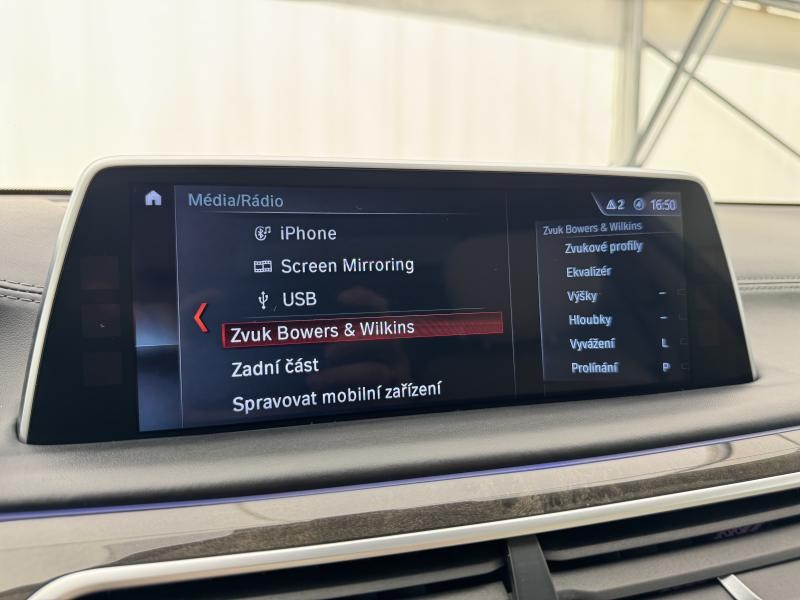 Média/Rádio
2 16:50
iPhone
Screen Mirroring
USB
Zvuk Bowers & Wilkins
Zadní část
Spravovat mobilní zařízení
Zvuk Bowers & Wilkins
Zvukové profily
Ekvalizér
Výšky –
Hloubky –
Vyvážení L
Prolínání P